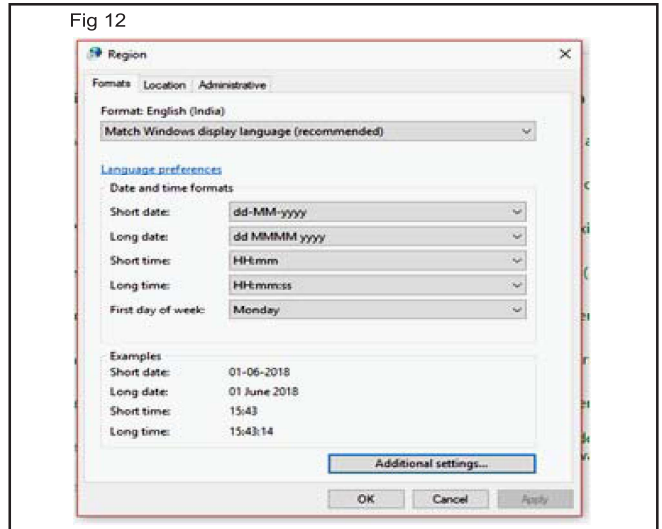 Fig 12
Region
Formats Location Administrative
Format: English (India)
Match Windows display language (recommended)
Language preferences
Date and time formats
Short date: dd-MM-yyyy
Long date: dd MMMM yyyy
Short time: HH:mm
Long time: HH:mm:ss
First day of week: Monday
Examples
Short date: 01-06-2018
Long date: 01 June 2018
Short time: 15:43
Long time: 15:43:14
Additional settings...
OK Cancel Apply